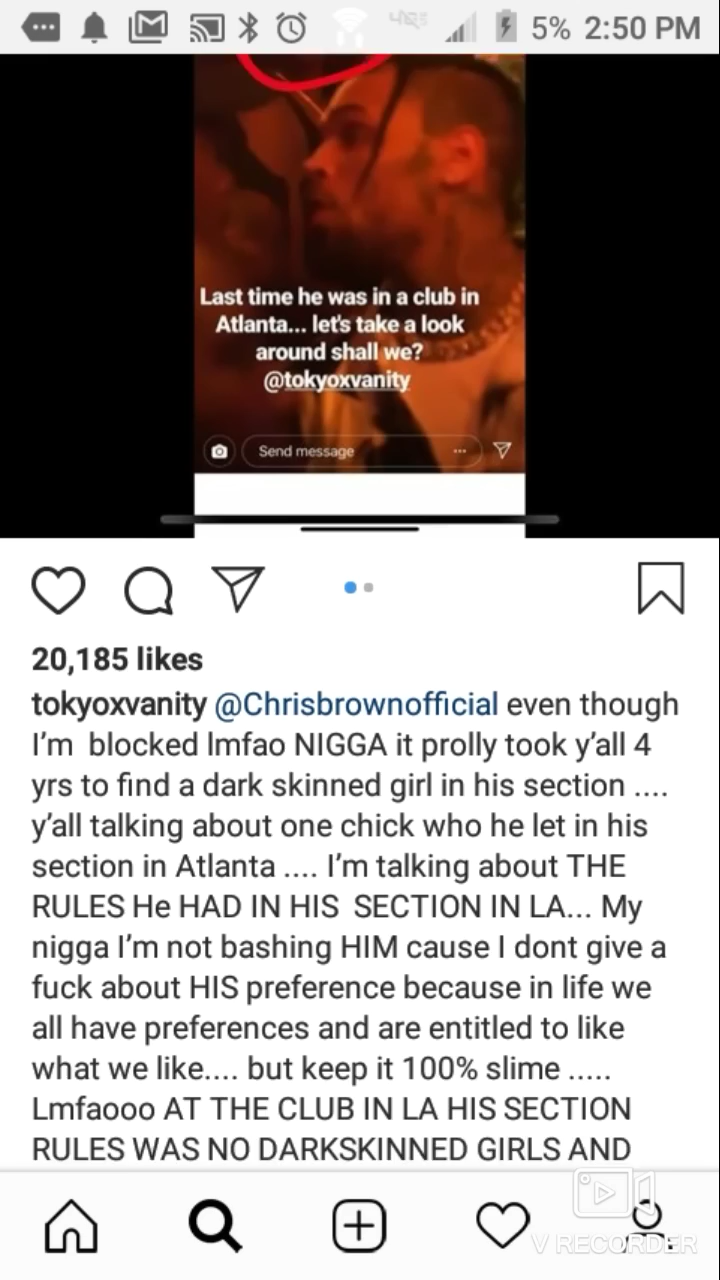 5% 2:50 PM
Last time he was in a club in
Atlanta... let's take a look
around shall we?
@tokyoxvanity
Send message
20,185 likes
tokyoxvanity @Chrisbrownofficial even though
I'm blocked lmfao NIGGA it prolly took y'all 4
yrs to find a dark skinned girl in his section ....
y'all talking about one chick who he let in his
section in Atlanta .... I'm talking about THE
RULES He HAD IN HIS SECTION IN LA... My
nigga I'm not bashing HIM cause I dont give a
fuck about HIS preference because in life we
all have preferences and are entitled to like
what we like.... but keep it 100% slime .....
Lmfaooo AT THE CLUB IN LA HIS SECTION
RULES WAS NO DARKSKINNED GIRLS AND
V RECORDER